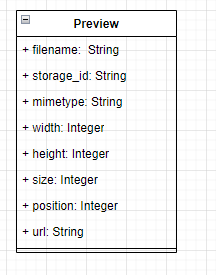 Preview
+ filename:  String
+ storage_id: String
+ mimetype: String
+ width: Integer
+ height: Integer
+ size: Integer
+ position: Integer
+ url: String